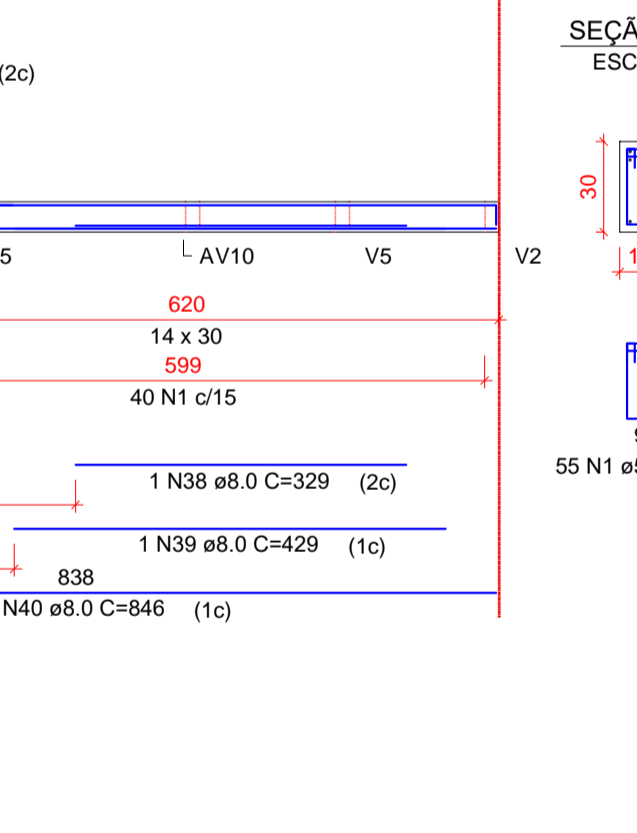 SEÇÃ
ESC
(2c)
30
5
AV10
V5
V2
1
620
14 x 30
599
40 N1 c/15
55 N1 ø5
1 N38 ø8.0 C=329 (2c)
1 N39 ø8.0 C=429 (1c)
838
N40 ø8.0 C=846 (1c)